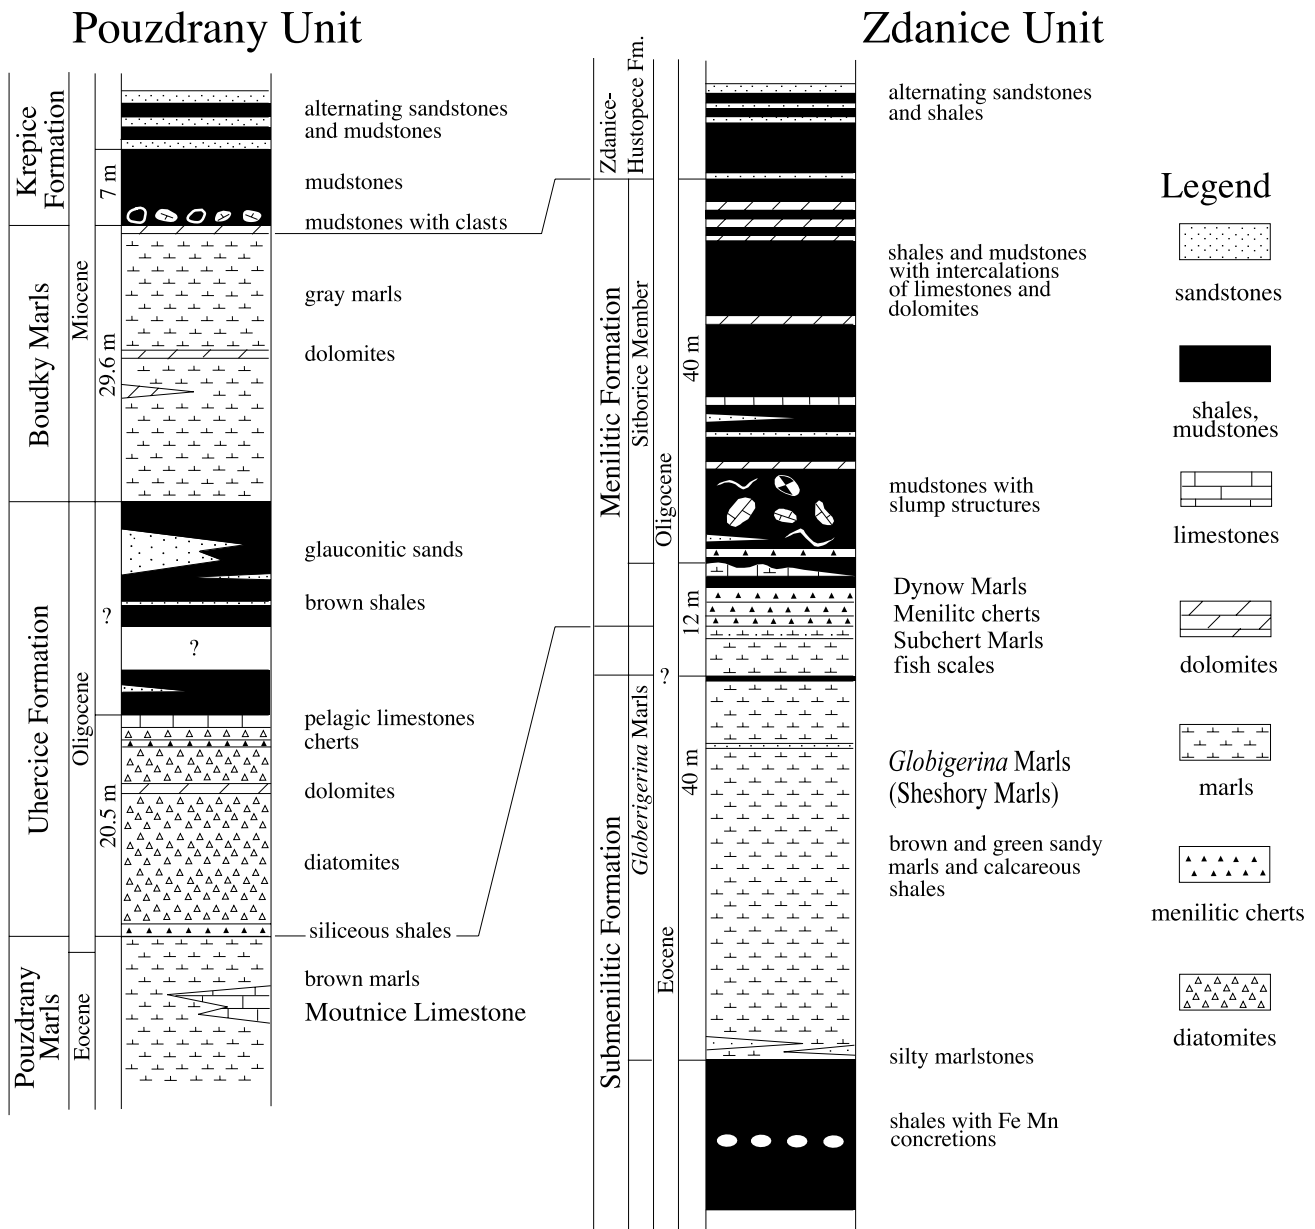 Pouzdrany Unit
Krepice
Formation
Boudky Marls
Uhercice Formation
Pouzdrany
Marls
Miocene
Oligocene
Eocene
7 m
29.6 m
?
20.5 m
?
alternating sandstones
and mudstones
mudstones
mudstones with clasts
gray marls
dolomites
glauconitic sands
brown shales
pelagic limestones
cherts
dolomites
diatomites
siliceous shales
brown marls
Moutnice Limestone
Zdanice Unit
Zdanice-
Hustopece Fm.
Menilitic Formation
Sitborice Member
Submenilitic Formation
Globerigerina Marls
Oligocene
?
Eocene
40 m
12 m
40 m
alternating sandstones
and shales
shales and mudstones
with intercalations
of limestones and
dolomites
mudstones with
slump structures
Dynow Marls
Menilitc cherts
Subchert Marls
fish scales
Globigerina Marls
(Sheshory Marls)
brown and green sandy
marls and calcareous
shales
silty marlstones
shales with Fe Mn
concretions
Legend
sandstones
shales,
mudstones
limestones
dolomites
marls
menilitic cherts
diatomites